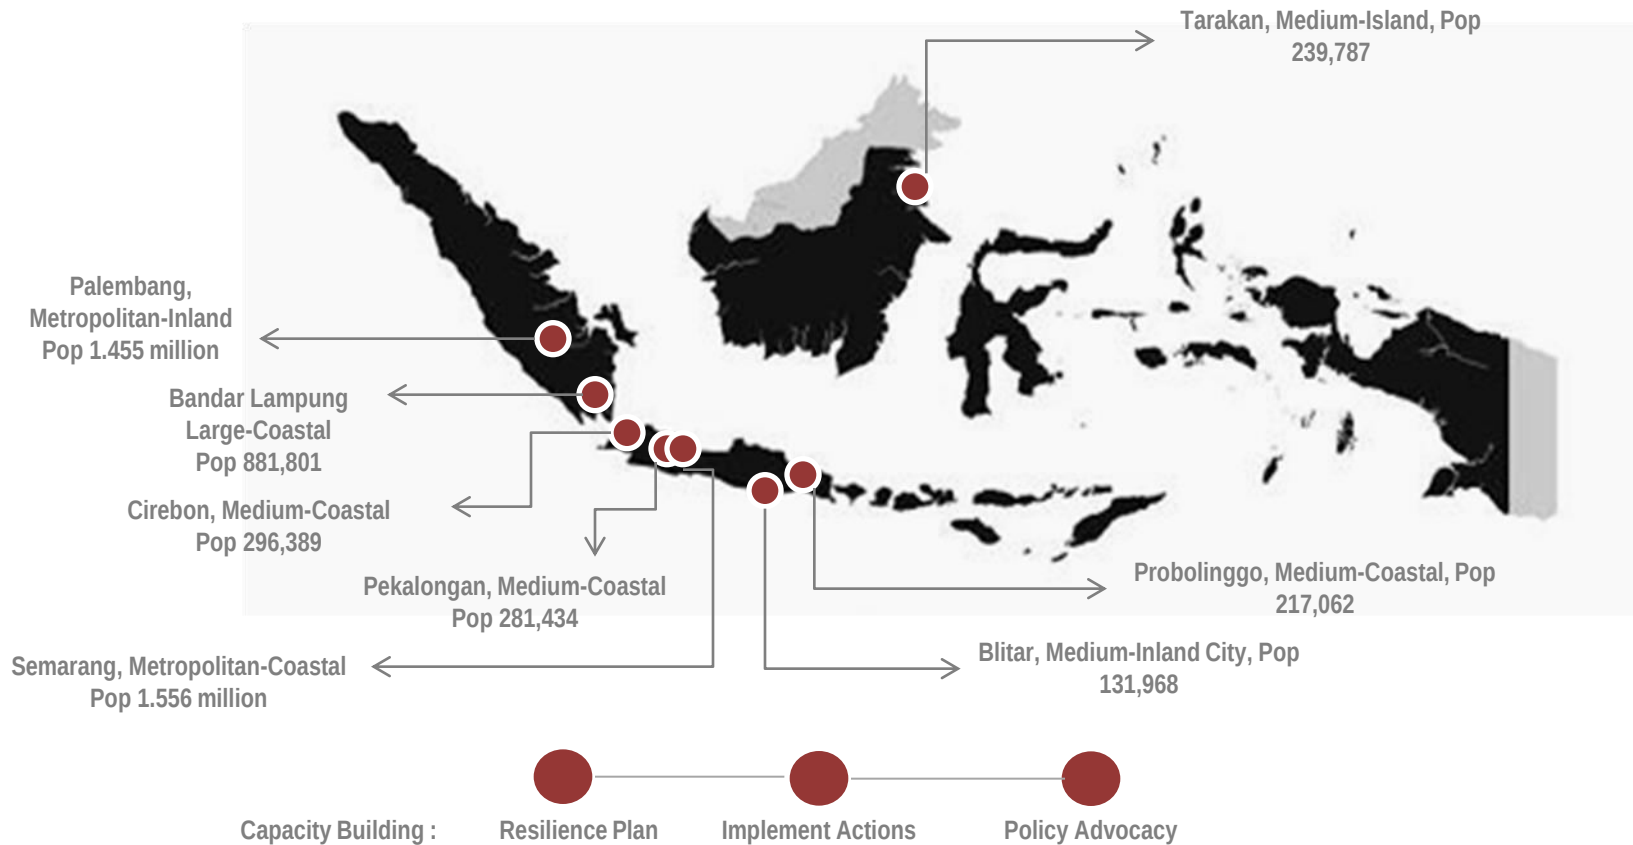 Tarakan, Medium-Island, Pop
239,787
Palembang,
Metropolitan-Inland
Pop 1.455 million
Bandar Lampung
Large-Coastal
Pop 881,801
Cirebon, Medium-Coastal
Pop 296,389
Pekalongan, Medium-Coastal
Pop 281,434
Probolinggo, Medium-Coastal, Pop
217,062
Semarang, Metropolitan-Coastal
Pop 1.556 million
Blitar, Medium-Inland City, Pop
131,968
Capacity Building :
Resilience Plan
Implement Actions
Policy Advocacy